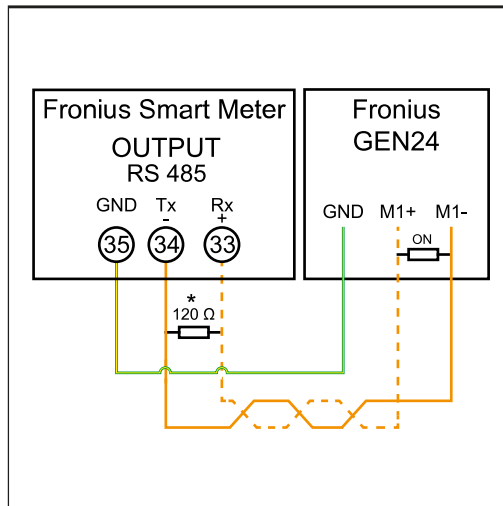 Fronius Smart Meter
OUTPUT
RS 485
GND Tx Rx
- +
35 34 33
Fronius
GEN24
GND M1+ M1-
ON
*
120 Ω